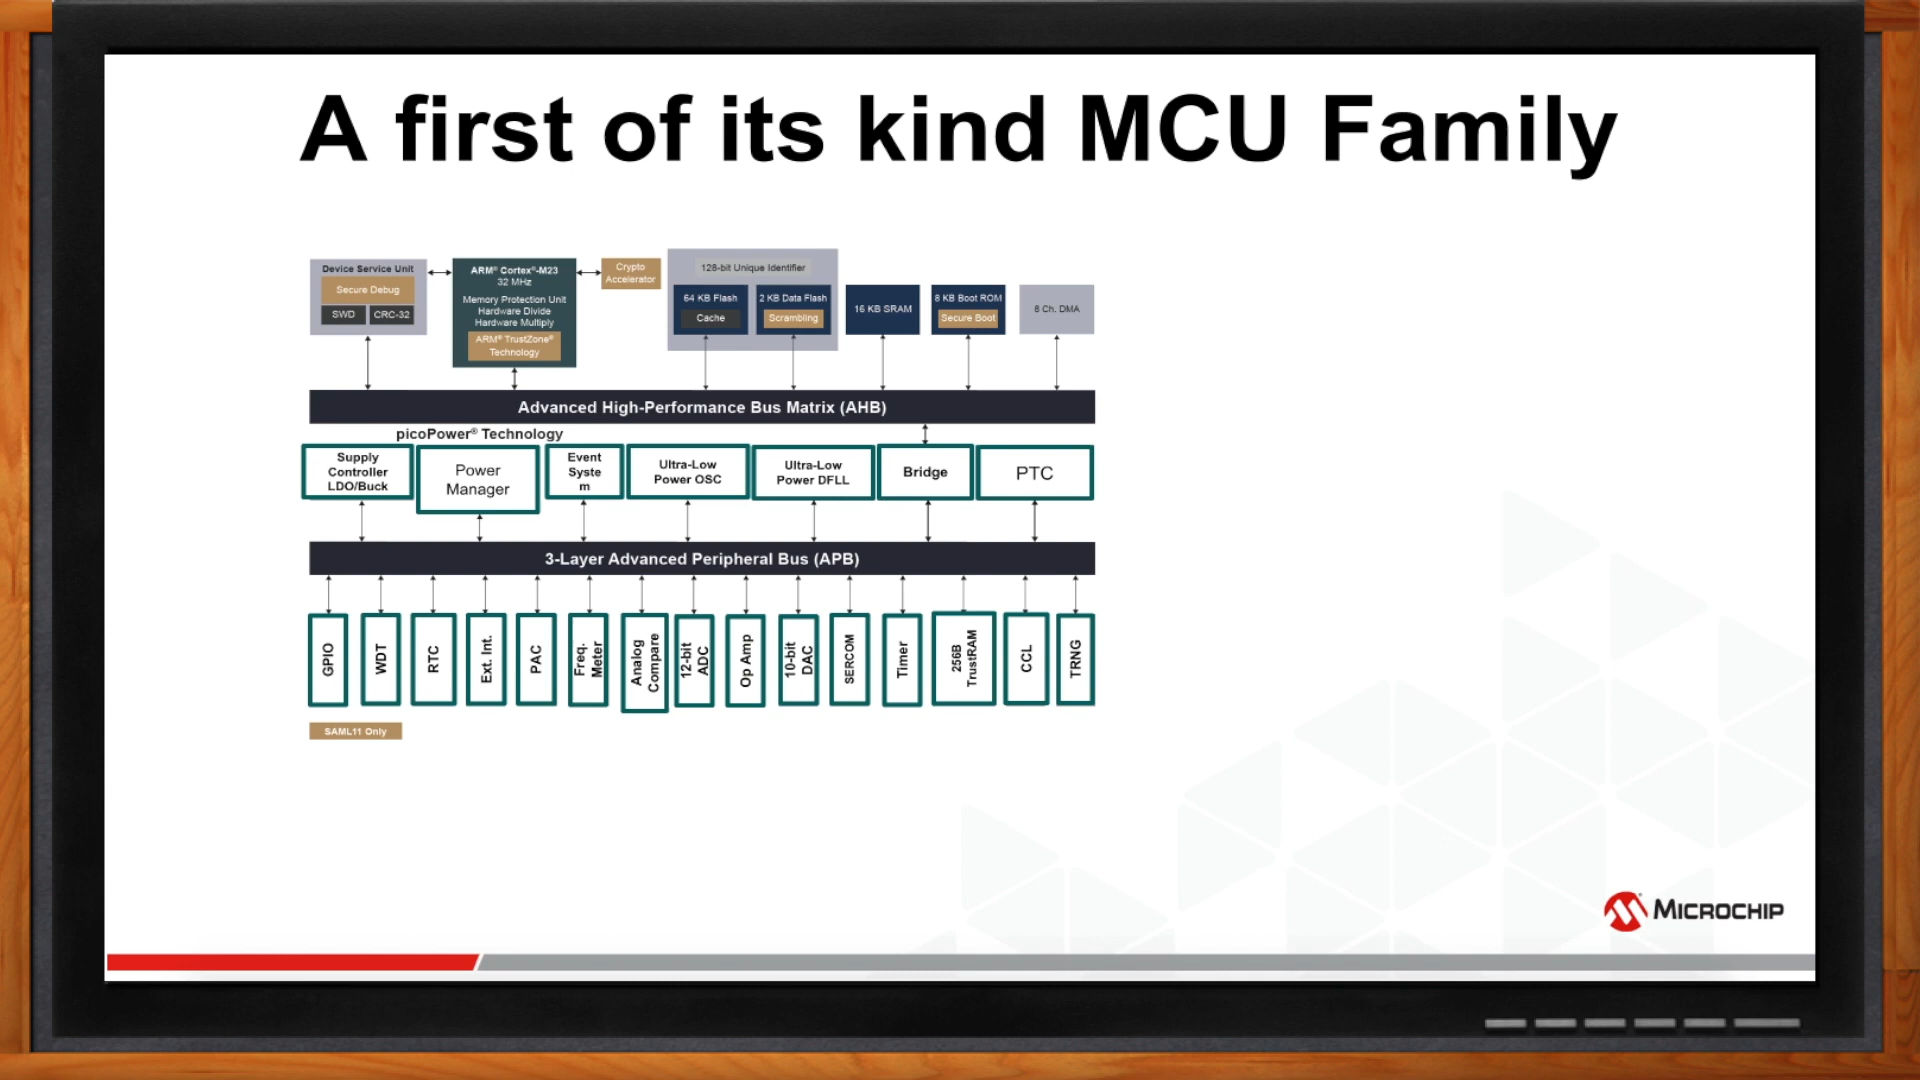 A first of its kind MCU Family
Device Service Unit
Secure Debug
SWD
CRC-32
ARM® Cortex®-M23
32 MHz
Memory Protection Unit
Hardware Divide
Hardware Multiply
ARM® TrustZone®
Technology
Crypto
Accelerator
128-bit Unique Identifier
64 KB Flash
Cache
2 KB Data Flash
Scrambling
16 KB SRAM
8 KB Boot ROM
Secure Boot
8 Ch. DMA
Advanced High-Performance Bus Matrix (AHB)
picoPower® Technology
Supply
Controller
LDO/Buck
Power
Manager
Event
Syste
m
Ultra-Low
Power OSC
Ultra-Low
Power DFLL
Bridge
PTC
3-Layer Advanced Peripheral Bus (APB)
GPIO
WDT
RTC
Ext. Int.
PAC
Freq.
Meter
Analog
Compare
12-bit
ADC
Op Amp
10-bit
DAC
SERCOM
Timer
256B
TrustRAM
CCL
TRNG
SAML11 Only
MICROCHIP